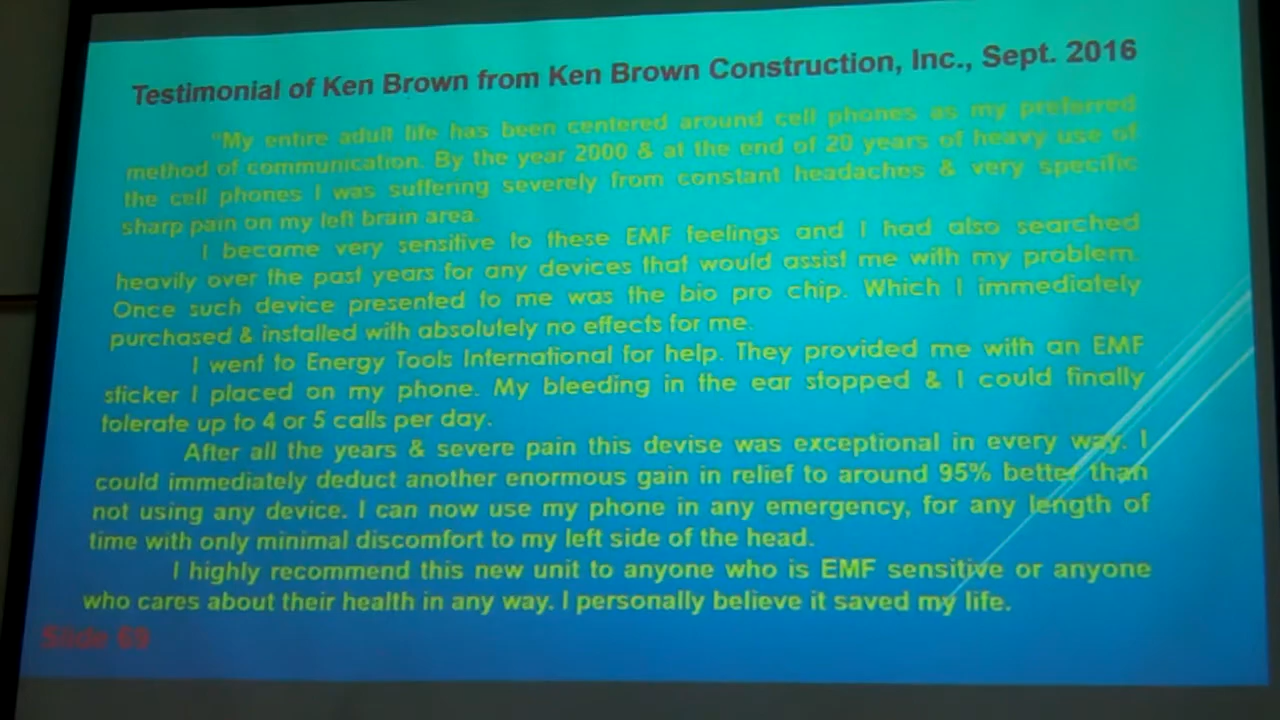 Testimonial of Ken Brown from Ken Brown Construction, Inc., Sept. 2016
"My entire adult life has been centered around cell phones as my preferred
method of communication. By the year 2000 & at the end of 20 years of heavy use of
the cell phones I was suffering severely from constant headaches & very specific
sharp pain on my left brain area.
I became very sensitive to these EMF feelings and I had also searched
heavily over the past years for any devices that would assist me with my problem.
Once such device presented to me was the bio pro chip. Which I immediately
purchased & installed with absolutely no effects for me.
I went to Energy Tools International for help. They provided me with an EMF
sticker I placed on my phone. My bleeding in the ear stopped & I could finally
tolerate up to 4 or 5 calls per day.
After all the years & severe pain this devise was exceptional in every way. I
could immediately deduct another enormous gain in relief to around 95% better than
not using any device. I can now use my phone in any emergency, for any length of
time with only minimal discomfort to my left side of the head.
I highly recommend this new unit to anyone who is EMF sensitive or anyone
who cares about their health in any way. I personally believe it saved my life.
Slide 69